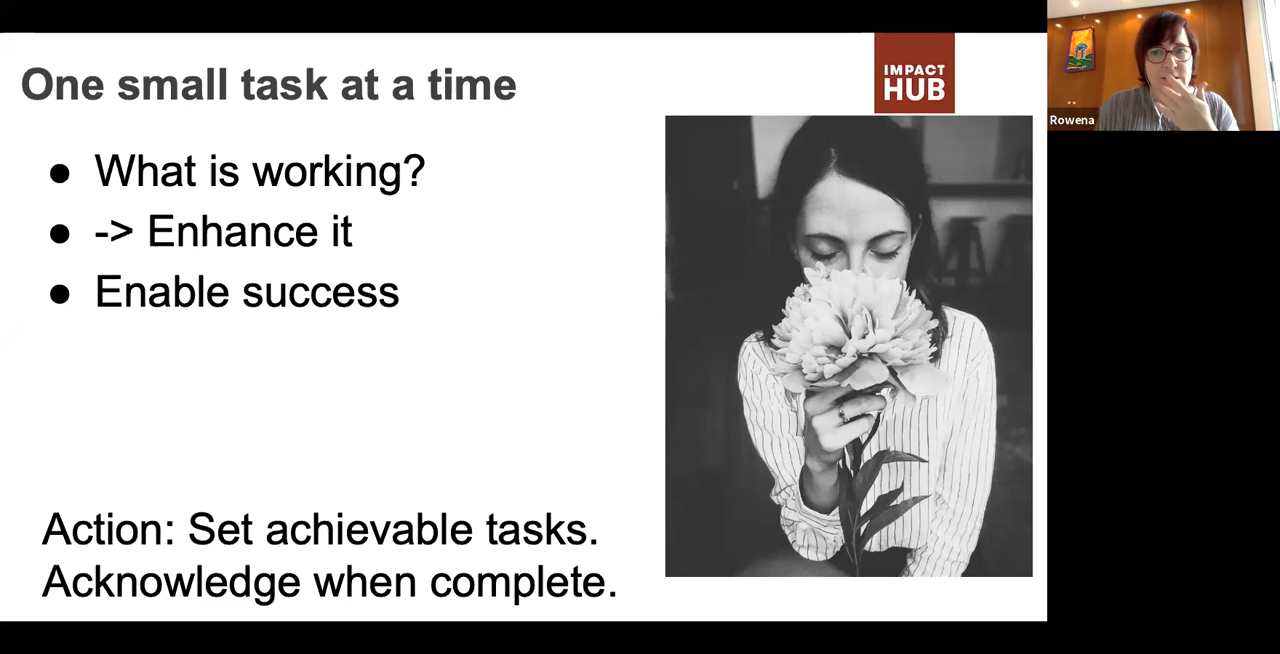 One small task at a time
IMPACT
HUB
● What is working?
● -> Enhance it
● Enable success
Action: Set achievable tasks.
Acknowledge when complete.
Rowena